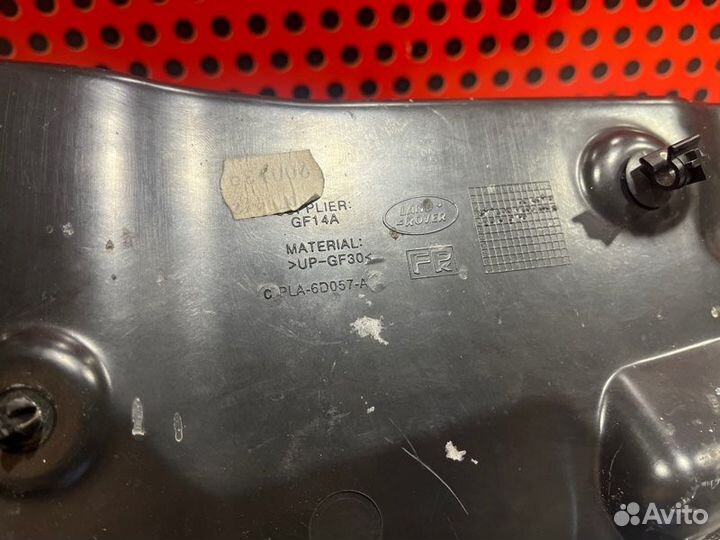 PLIER:
GF14A
MATERIAL:
>UP-GF30<
C PLA-6D057-A
LAND
ROVER
FR
Avito